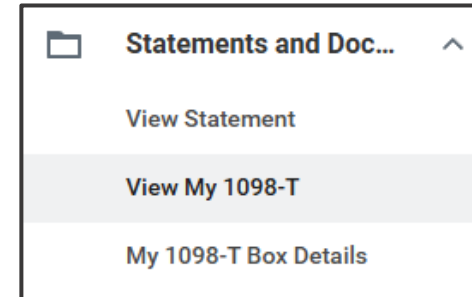 Statements and Doc...
View Statement
View My 1098-T
My 1098-T Box Details